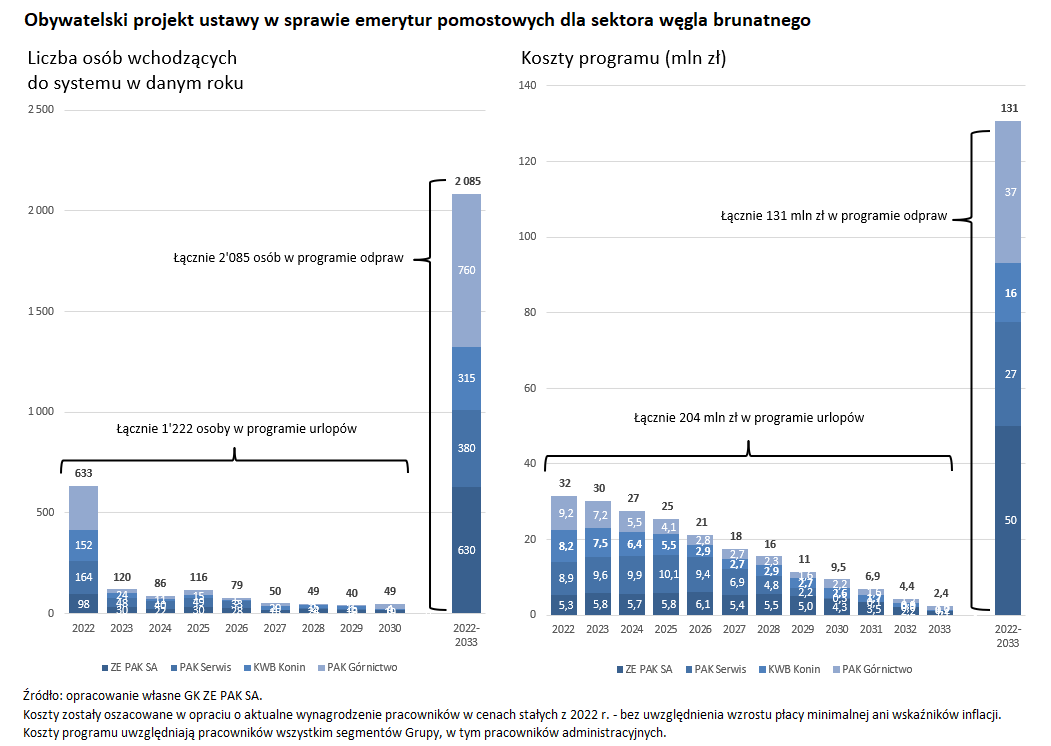 Obywatelski projekt ustawy w sprawie emerytur pomostowych dla sektora węgla brunatnego
Liczba osób wchodzących
do systemu w danym roku
2 500
2 000
1 500
1 000
500
0
2 085
Łącznie 2'085 osób w programie odpraw
760
315
380
630
Łącznie 1'222 osoby w programie urlopów
633
152
164
98
120
24
86
116
15
79
50
49
40
49
2022 2023 2024 2025 2026 2027 2028 2029 2030 2022-
2033
ZE PAK SA PAK Serwis KWB Konin PAK Górnictwo
Koszty programu (mln zł)
140
120
100
80
60
40
20
0
131
Łącznie 131 mln zł w programie odpraw
37
16
27
50
Łącznie 204 mln zł w programie urlopów
32 30 27 25 21 18 16 11 9,5 6,9 4,4 2,4
9,2 7,2 5,5 4,1 2,8 2,7 2,3
8,2 7,5 6,4 5,5 2,9 2,7 2,9 2,7
8,9 9,6 9,9 10,1 9,4 6,9 4,8 2,2
5,3 5,8 5,7 5,8 6,1 5,4 5,5 5,0 4,3 3,5
2022 2023 2024 2025 2026 2027 2028 2029 2030 2031 2032 2033 2022-
2033
ZE PAK SA PAK Serwis KWB Konin PAK Górnictwo
Źródło: opracowanie własne GK ZE PAK SA.
Koszty zostały oszacowane w opraciu o aktualne wynagrodzenie pracowników w cenach stałych z 2022 r. - bez uwzględnienia wzrostu płacy minimalnej ani wskaźników inflacji.
Koszty programu uwzględniają pracowników wszystkim segmentów Grupy, w tym pracowników administracyjnych.